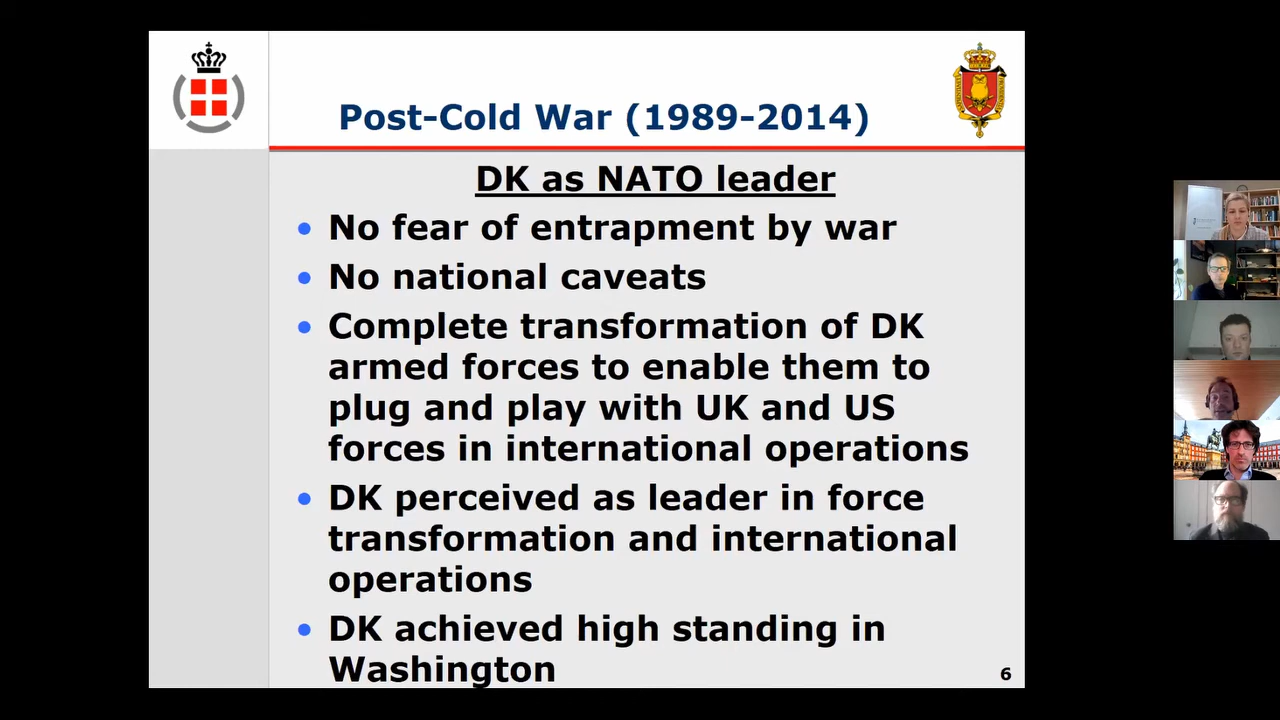 Post-Cold War (1989-2014)
DK as NATO leader
• No fear of entrapment by war
• No national caveats
• Complete transformation of DK
armed forces to enable them to
plug and play with UK and US
forces in international operations
• DK perceived as leader in force
transformation and international
operations
• DK achieved high standing in
Washington
6